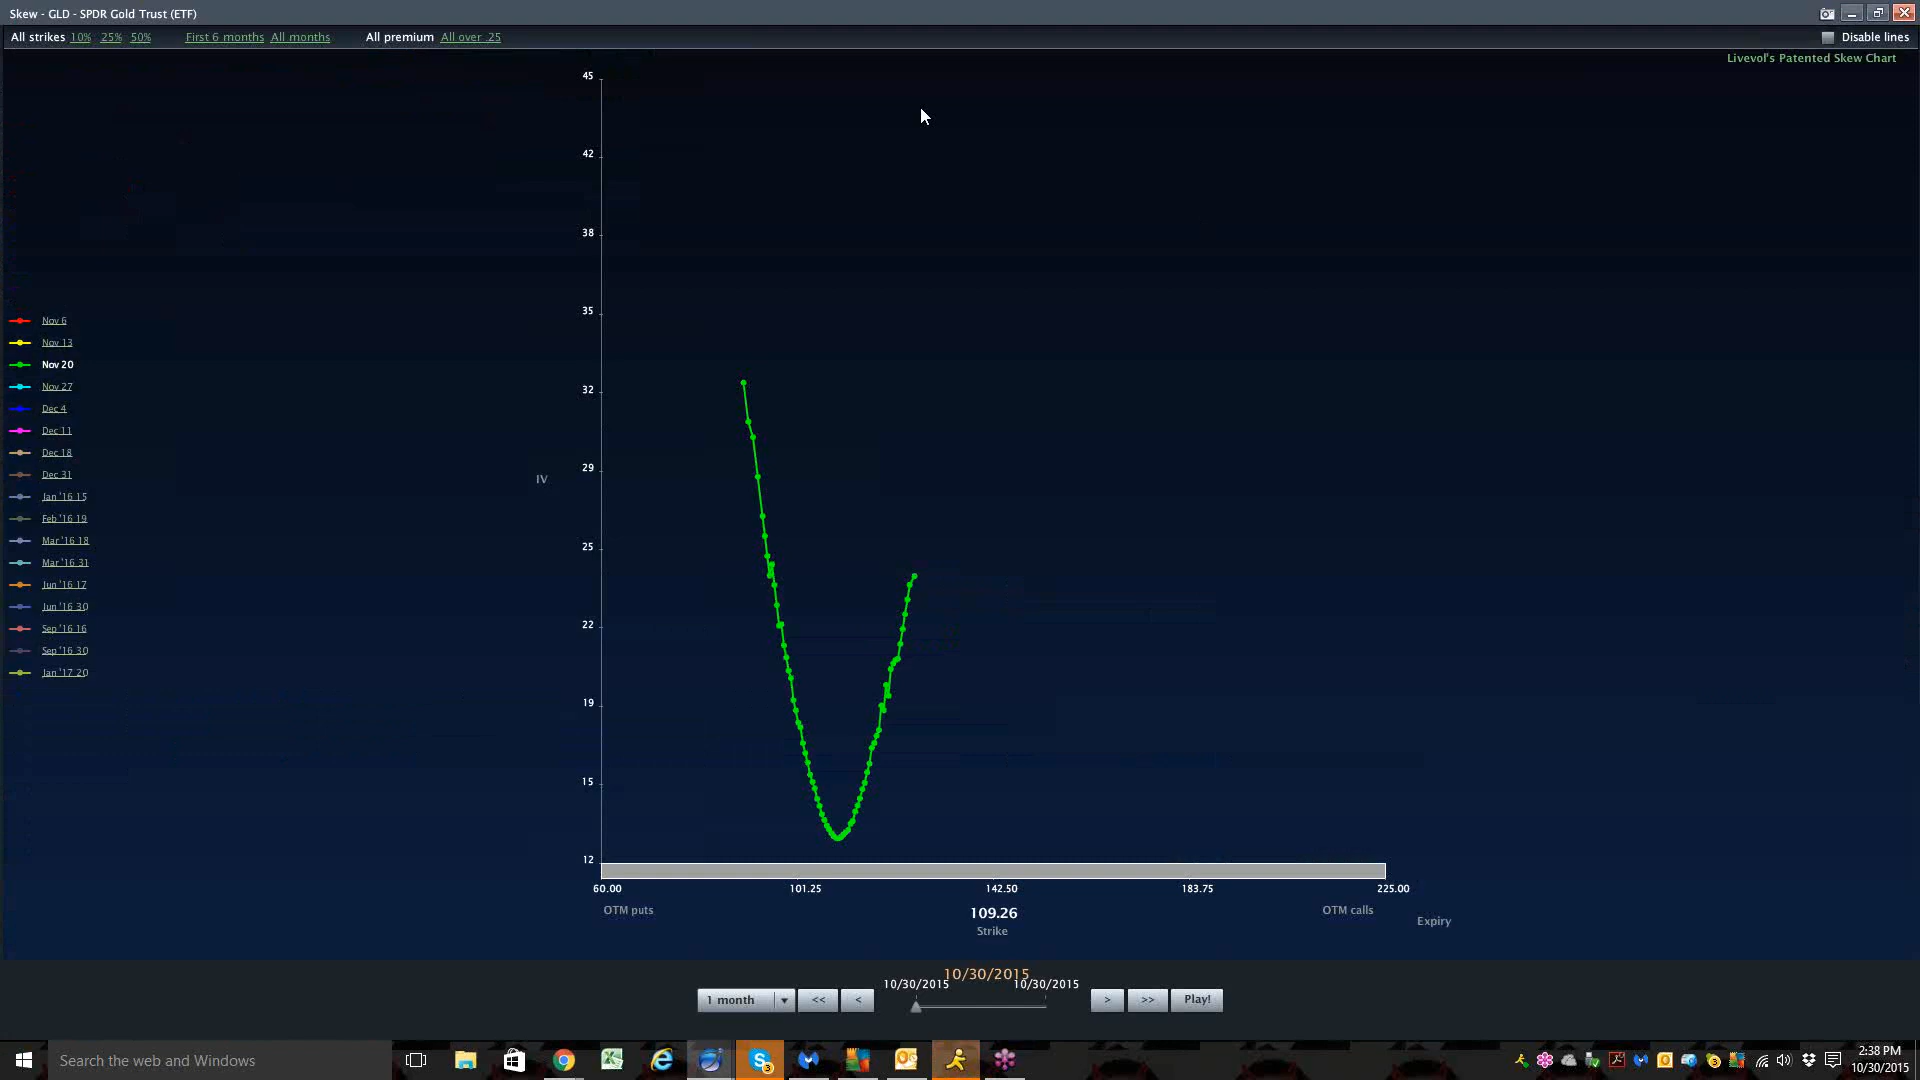 Skew - GLD - SPDR Gold Trust (ETF)
All strikes 10% 25% 50% First 6 months All months All premium All over .25 Disable lines
Livevol's Patented Skew Chart
45
42
38
35
32
29
25
22
19
15
12
IV
Nov 6
Nov 13
Nov 20
Nov 27
Dec 4
Dec 11
Dec 18
Dec 31
Jan '16 15
Feb '16 19
Mar '16 18
Mar '16 31
Jun '16 17
Jun '16 30
Sep '16 16
Sep '16 30
Jan '17 20
60.00 101.25 142.50 183.75 225.00
OTM puts 109.26 OTM calls
Strike
Expiry
10/30/2015
10/30/2015 10/30/2015
1 month << < > >> Play!
Search the web and Windows
2:38 PM
10/30/2015